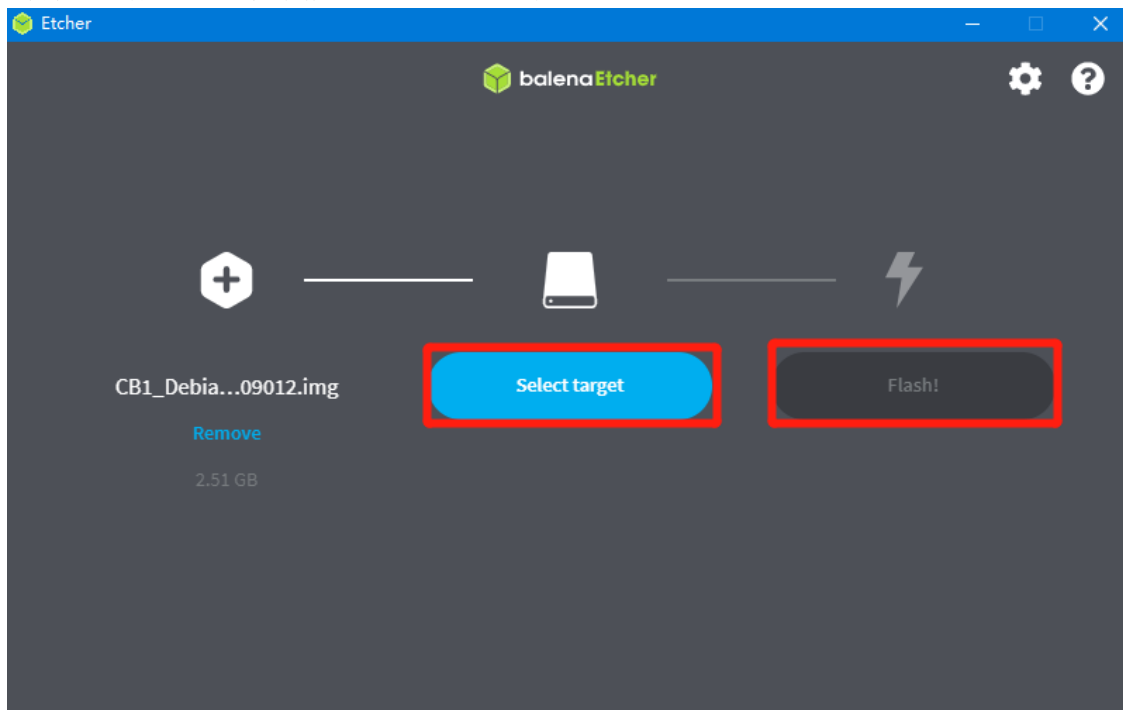 Etcher
balenaEtcher
CB1_Debia...09012.img
Select target
Flash!
Remove
2.51 GB